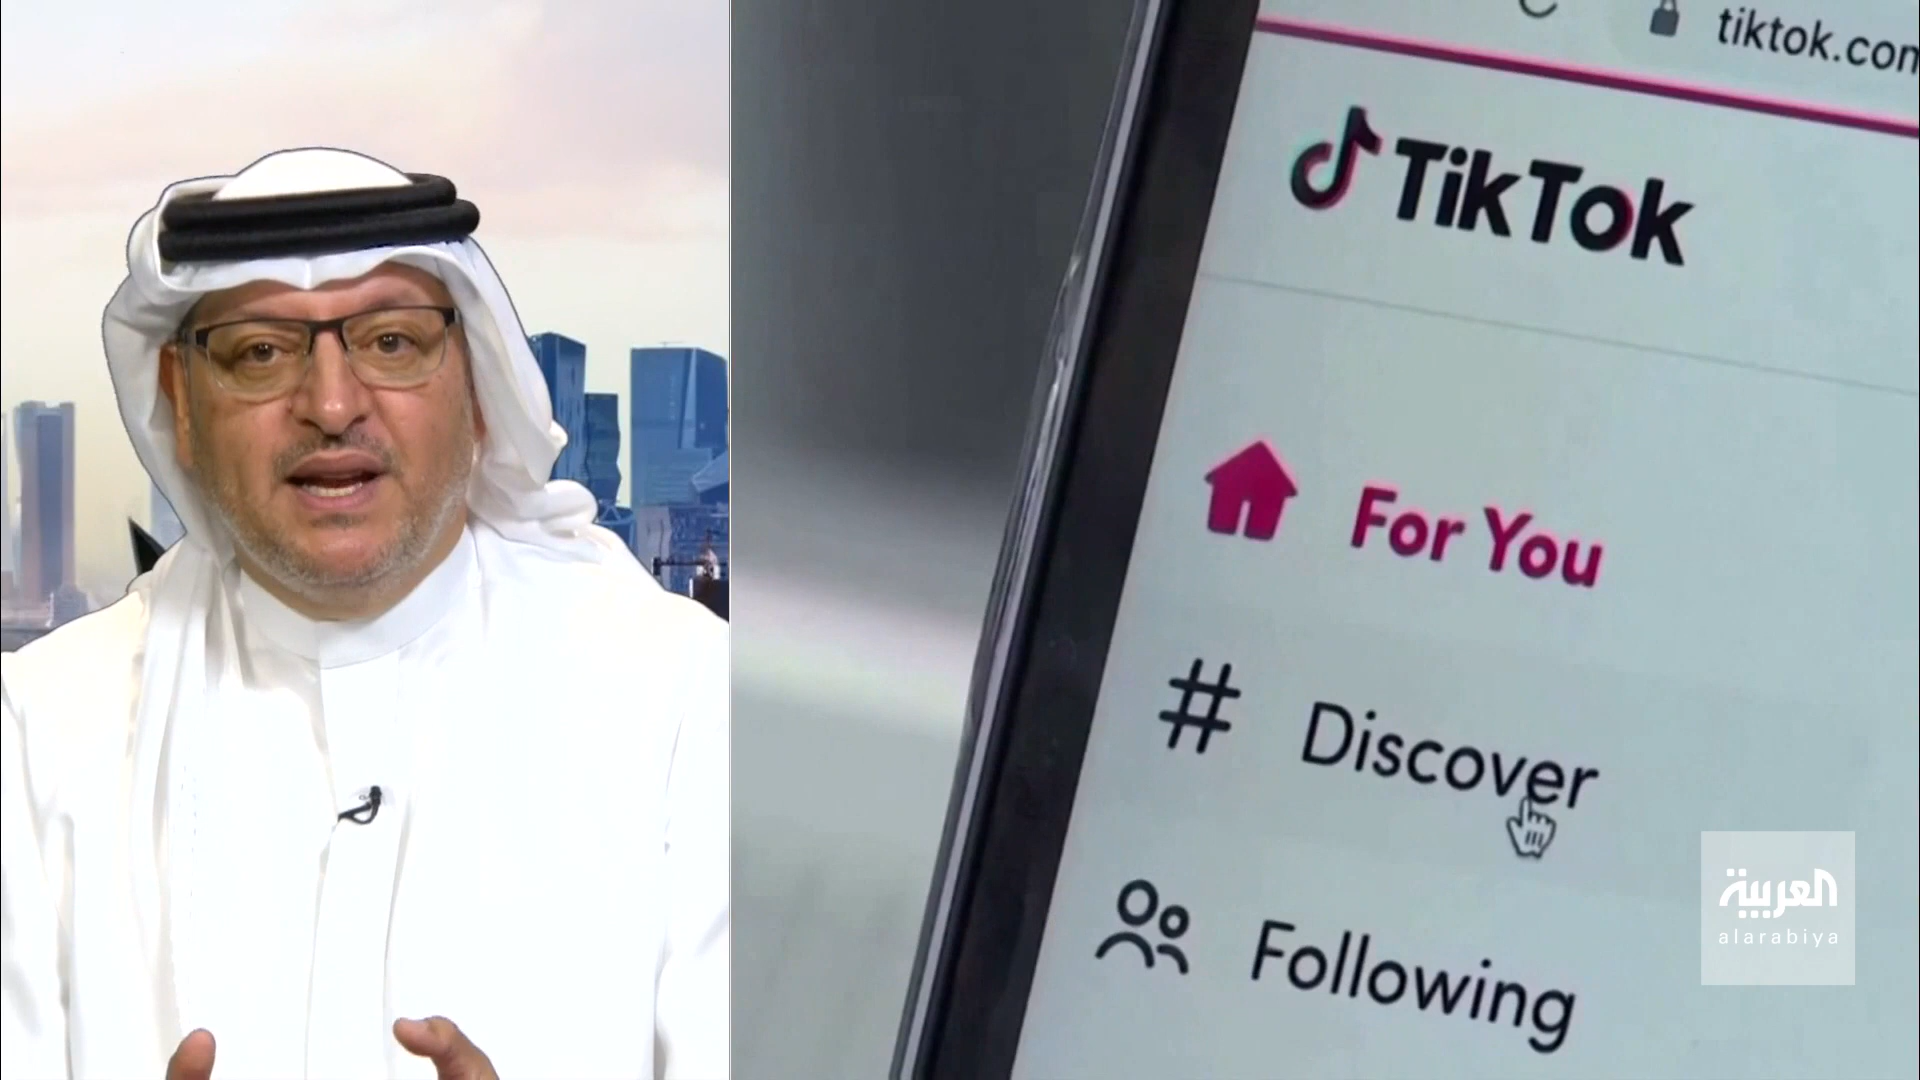 tiktok.com
TikTok
For You
Discover
Following
العربية
alarabiya